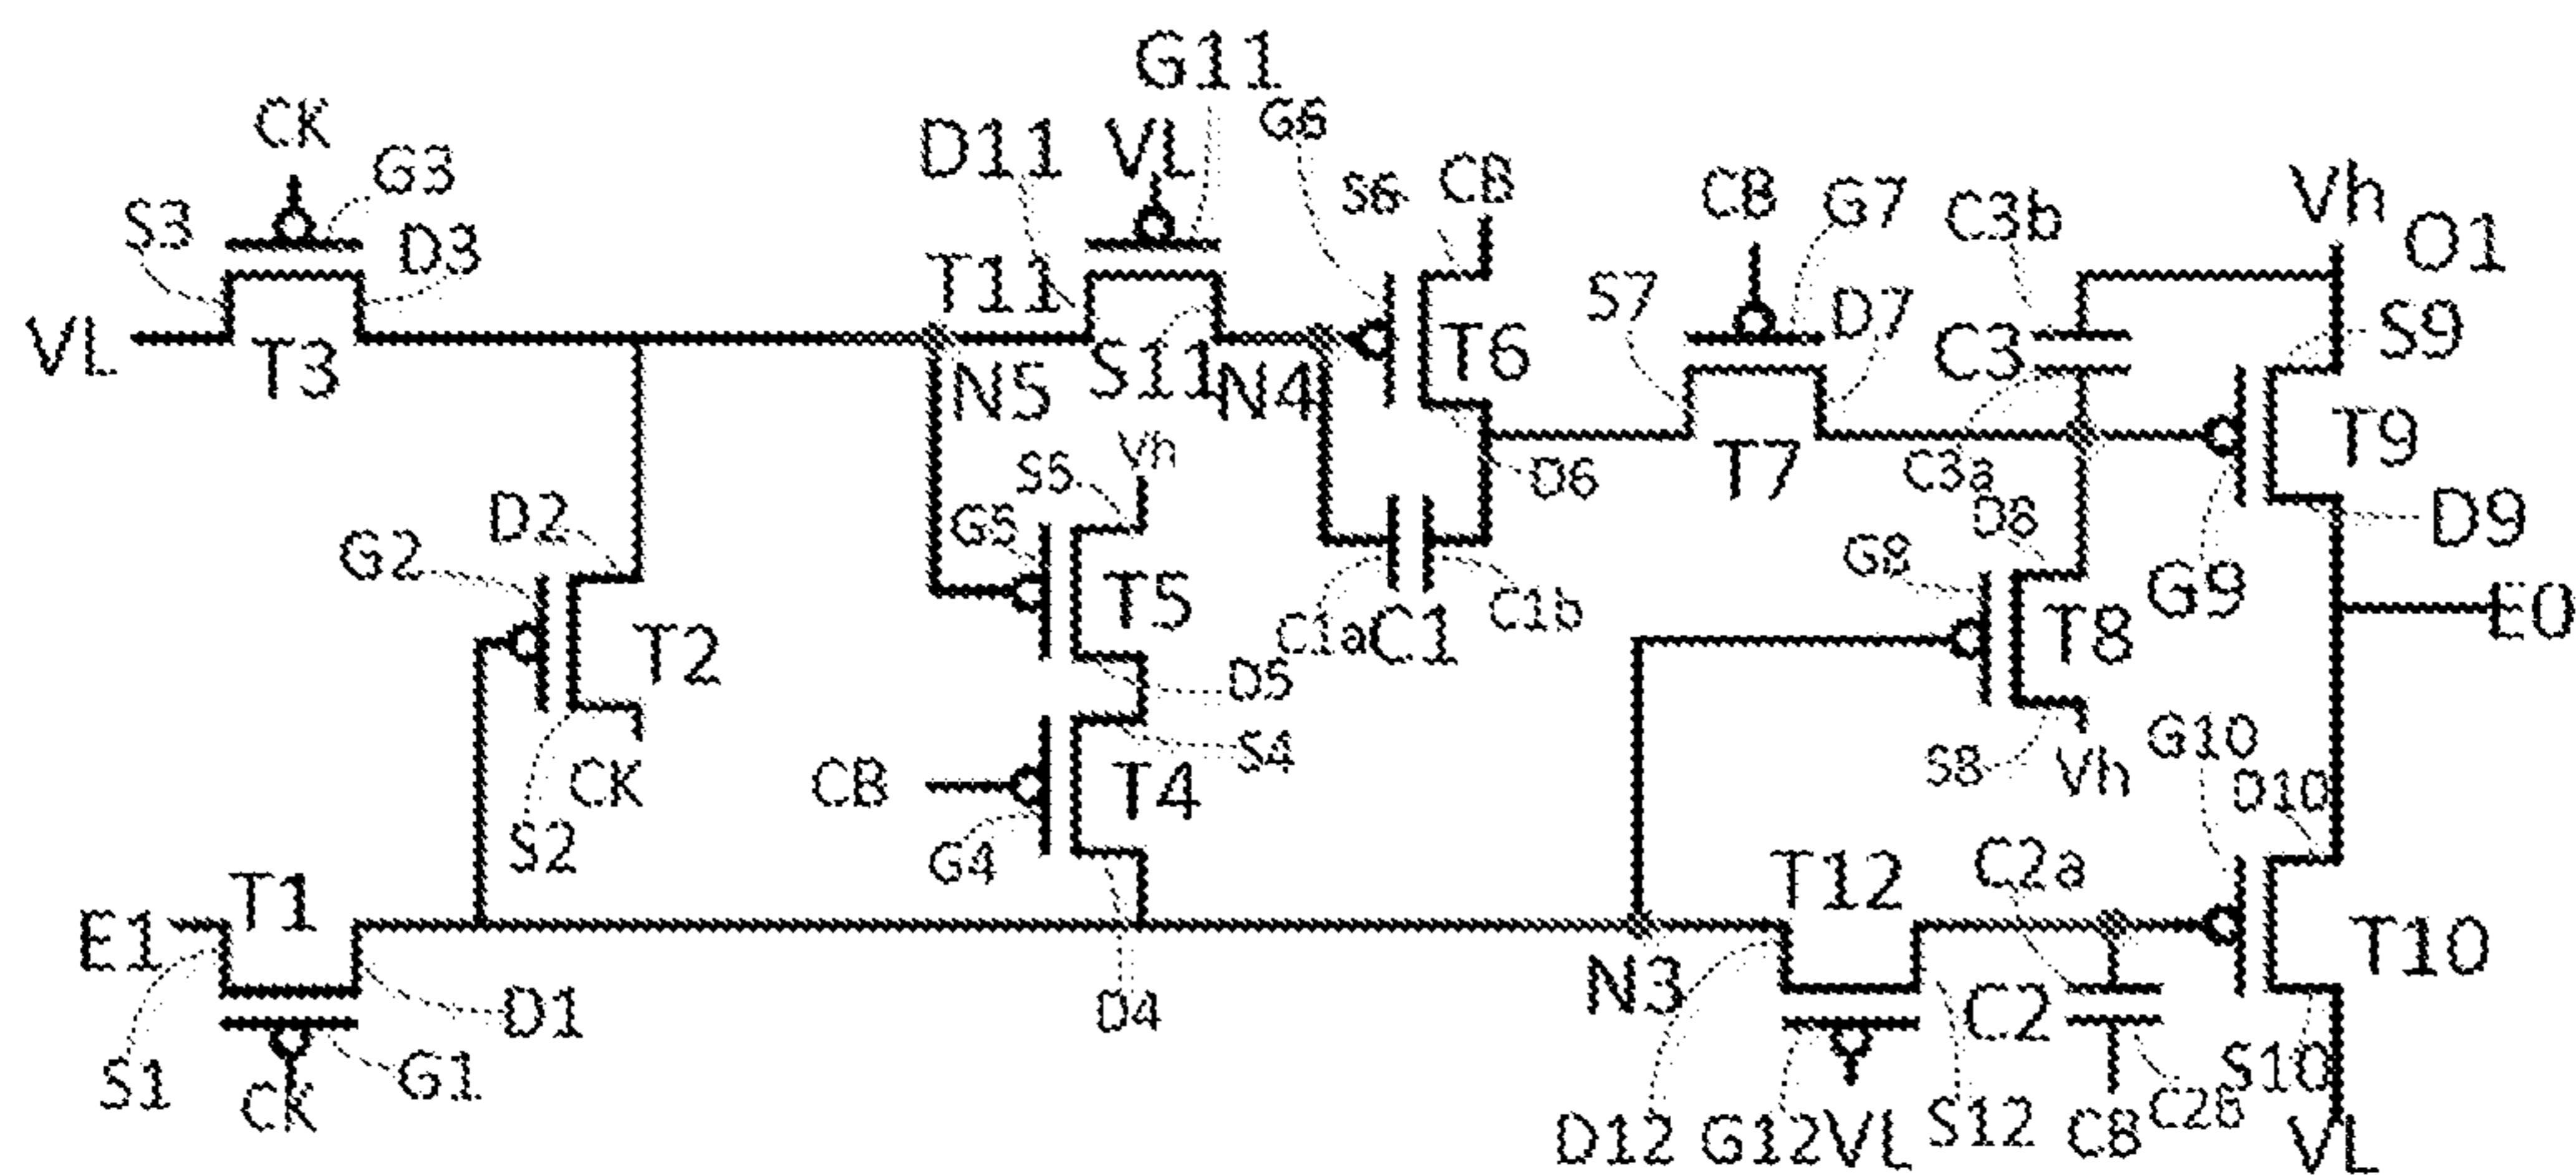 G11
CK
G3
D11
VL
G6
S6
CB
CB
G7
C3b
Vh
O1
S3
D3
T11
S7
D7
S9
VL
T3
N5
S11
N4
T6
C3
T9
Vh
S5
D6
T7
C3a
D8
D9
G2
D2
G5
T5
C1a
C1
C1b
G8
T8
G9
E0
T2
D5
S4
CK
CB
T4
S8
Vh
G10
D10
S2
G4
T1
T12
C2a
E1
D1
D4
N3
C2
T10
S1
CK
G1
D12
G12
VL
S12
CB
C2b
S10
VL